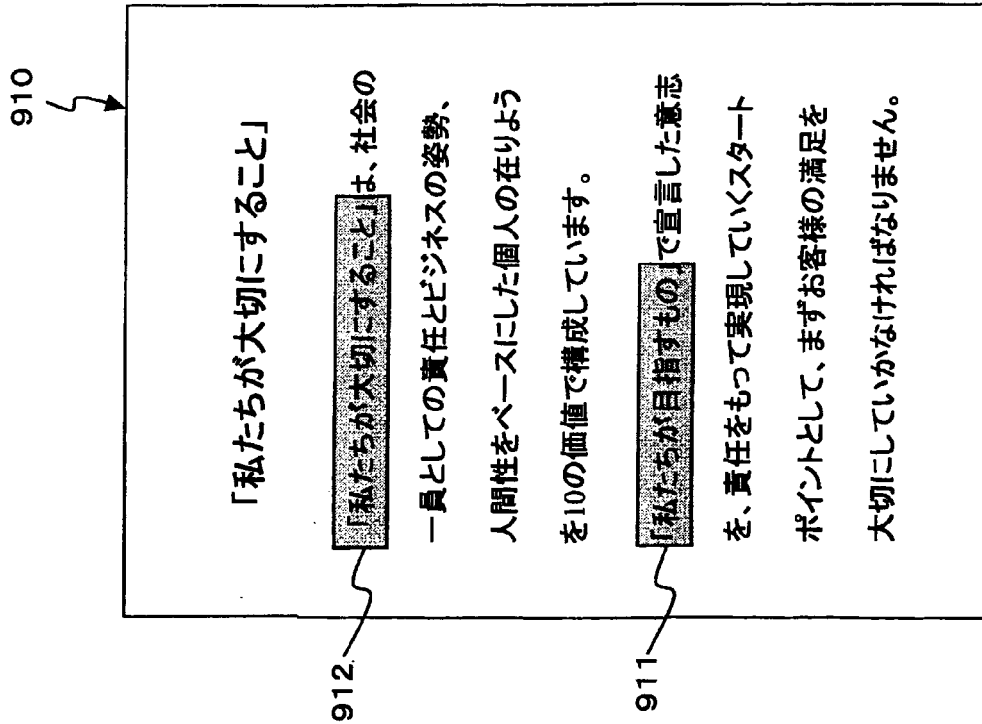 910
「私たちが大切にすること」
「私たちが大切にすること」は、社会の
一員としての責任とビジネスの姿勢、
人間性をベースにした個人の在りよう
を10の価値で構成しています。
「私たちが目指すもの」で宣言した意志
を、責任をもって実現していくスタート
ポイントとして、まずお客様の満足を
大切にしていかなければなりません。
912
911